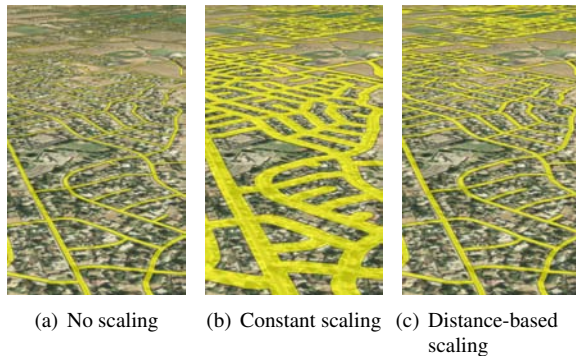 (a) No scaling
(b) Constant scaling
(c) Distance-based
scaling